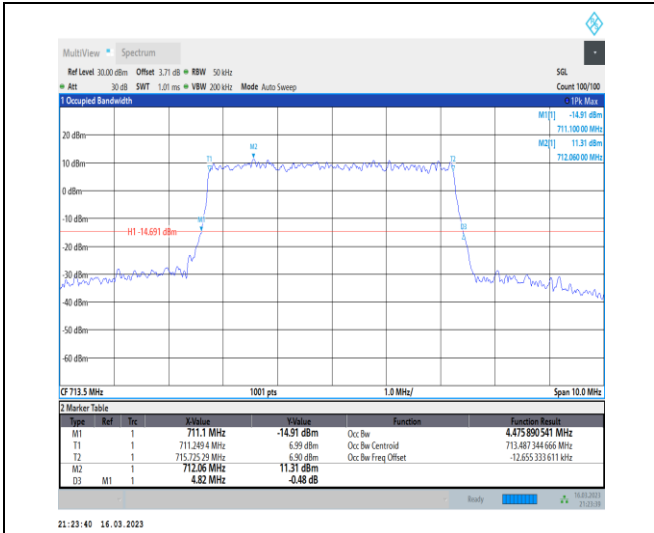 MultiView Spectrum
Ref Level 30.00 dBm Offset 3.71 dB RBW 50 kHz SGL
Att 30 dB SWT 1.01 ms VBW 200 kHz Mode Auto Sweep Count 100/100
1 Occupied Bandwidth 1Pk Max
M1[1] -14.91 dBm
711.100 00 MHz
M2[1] 11.31 dBm
712.060 00 MHz
20 dBm
M2
T1 T2
10 dBm
0 dBm
-10 dBm
M1
H1 -14.691 dBm
D3
-30 dBm
-40 dBm
-50 dBm
-60 dBm
CF 713.5 MHz 1001 pts 1.0 MHz/ Span 10.0 MHz
2 Marker Table
Type Ref Trc X-Value Y-Value Function Function Result
M1 1 711.1 MHz -14.91 dBm Occ Bw 4.475 890 541 MHz
T1 1 711.249 4 MHz 6.99 dBm Occ Bw Centroid 713.487 344 666 MHz
T2 1 715.725 29 MHz 6.90 dBm Occ Bw Freq Offset -12.655 333 611 kHz
M2 1 712.06 MHz 11.31 dBm
D3 M1 1 4.82 MHz -0.48 dB
Ready 16.03.2023
21:23:39
21:23:40 16.03.2023